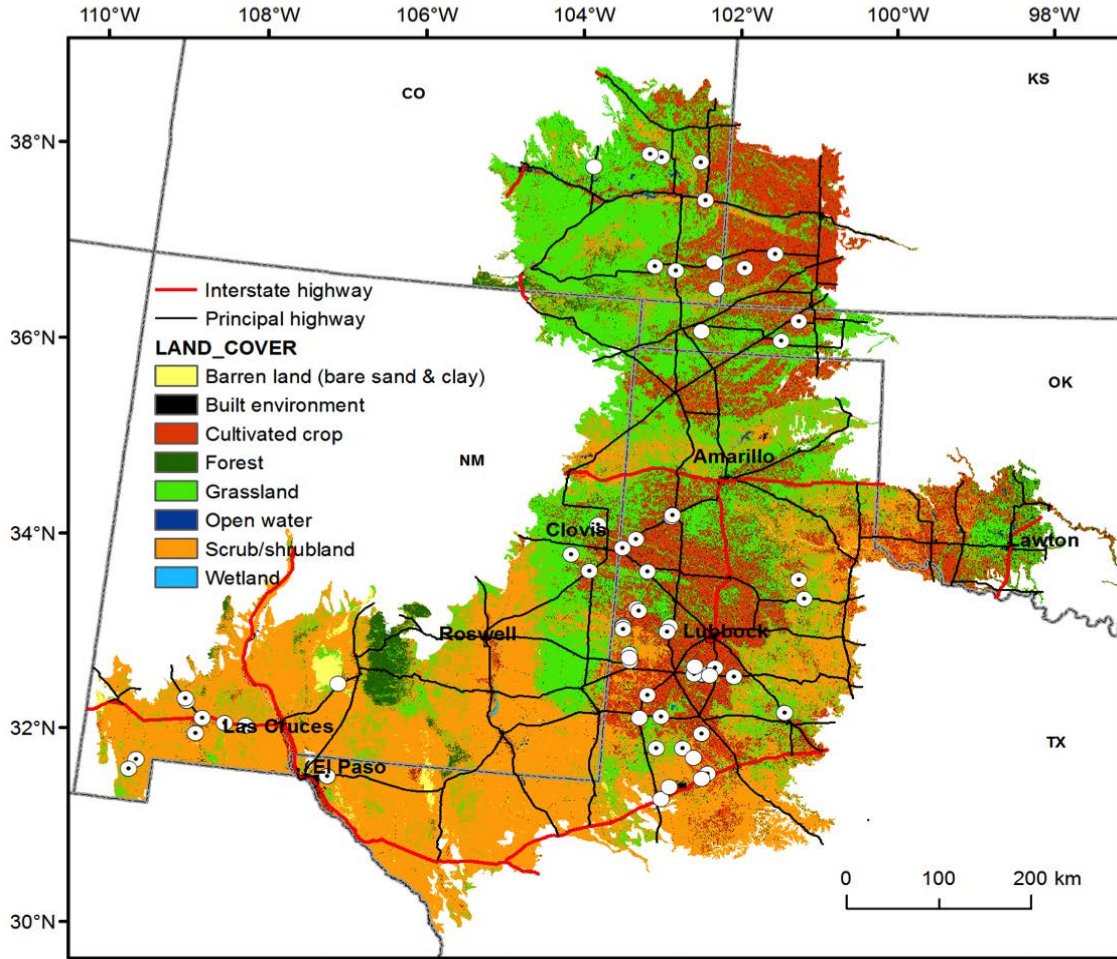 110°W 108°W 106°W 104°W 102°W 100°W 98°W
CO
KS
38°N
Interstate highway
Principal highway
36°N
LAND_COVER
Barren land (bare sand & clay)
Built environment
OK
Cultivated crop
Forest
NM
Amarillo
Grassland
Open water
34°N
Clovis
Lawton
Scrub/shrubland
Wetland
Roswell
Lubbock
32°N
Las Cruces
TX
El Paso
0 100 200 km
30°N